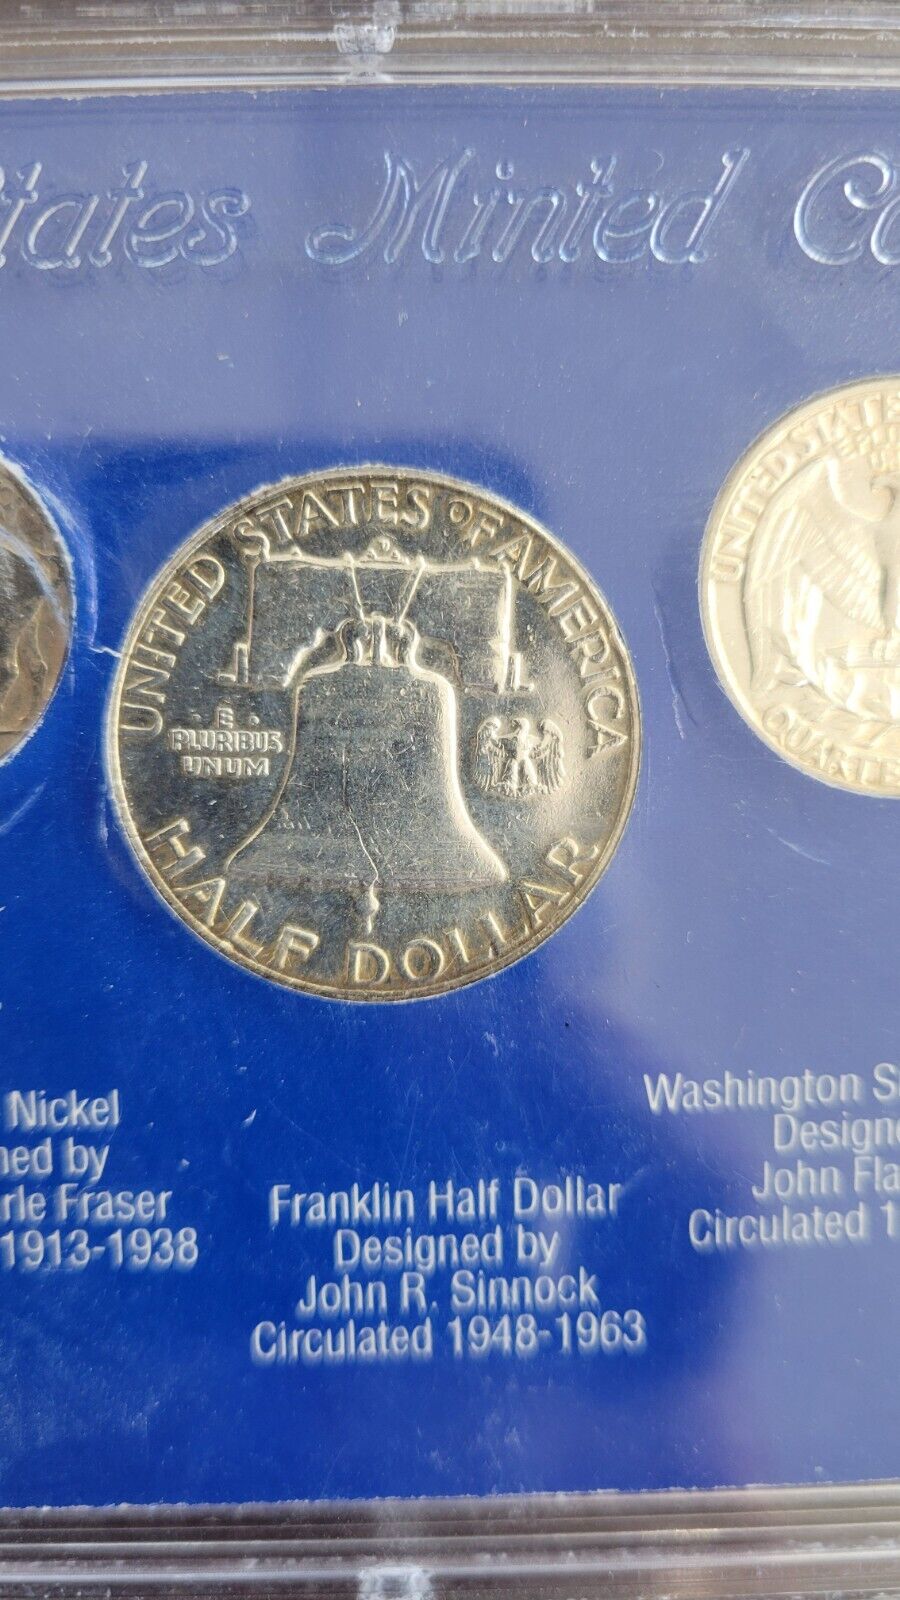 States Minted Co
UNITED STATES OF AMERICA
E
PLURIBUS
UNUM
HALF DOLLAR
UNITED STATES
QUARTE
Nickel
ned by
rle Fraser
1913-1938
Franklin Half Dollar
Designed by
John R. Sinnock
Circulated 1948-1963
Washington S
Designe
John Fla
Circulated 1